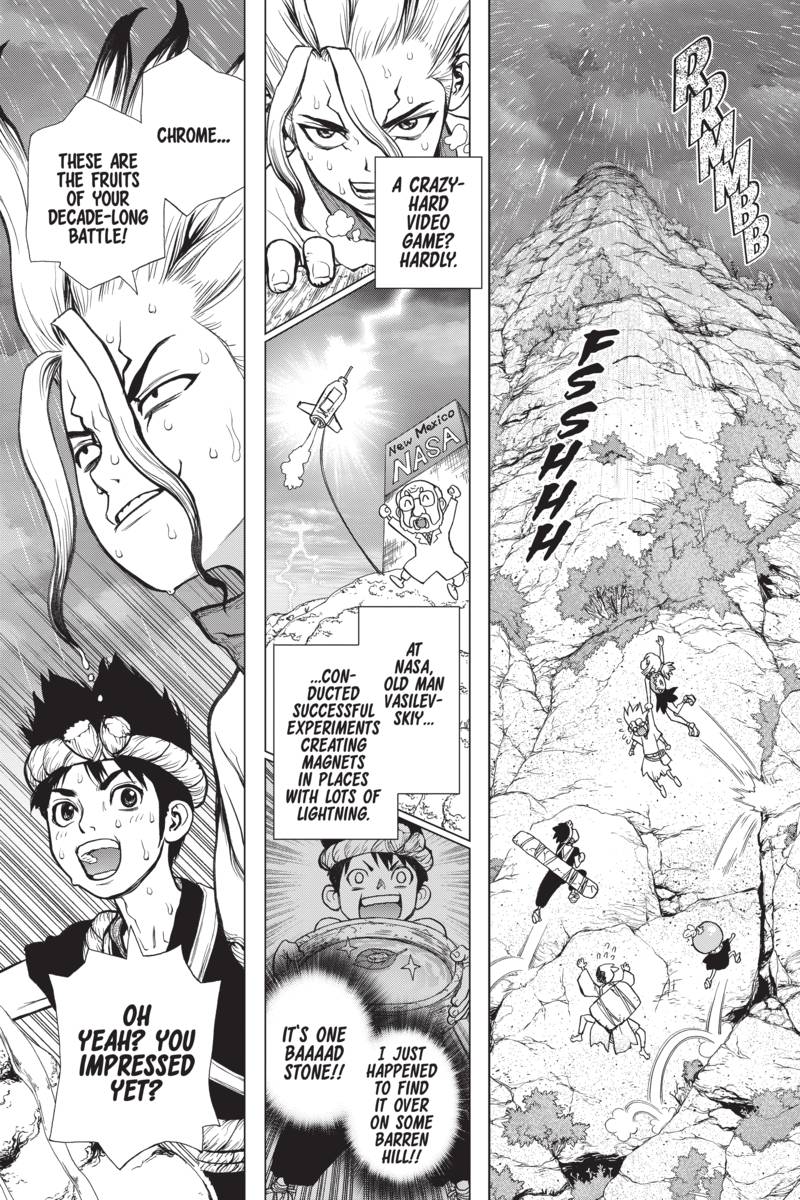 RRMMBB
FSSHHH
A CRAZY-
HARD
VIDEO
GAME?
HARDLY.
New Mexico
NASA
AT
NASA,
OLD MAN
VASILEV-
SKIY...
...CON-
DUCTED
SUCCESSFUL
EXPERIMENTS
CREATING
MAGNETS
IN PLACES
WITH LOTS OF
LIGHTNING.
I JUST
HAPPENED
TO FIND
IT OVER
ON SOME
BARREN
HILL!!
IT'S ONE
BAAAAD
STONE!!
CHROME...
THESE ARE
THE FRUITS
OF YOUR
DECADE-LONG
BATTLE!
OH
YEAH? YOU
IMPRESSED
YET?